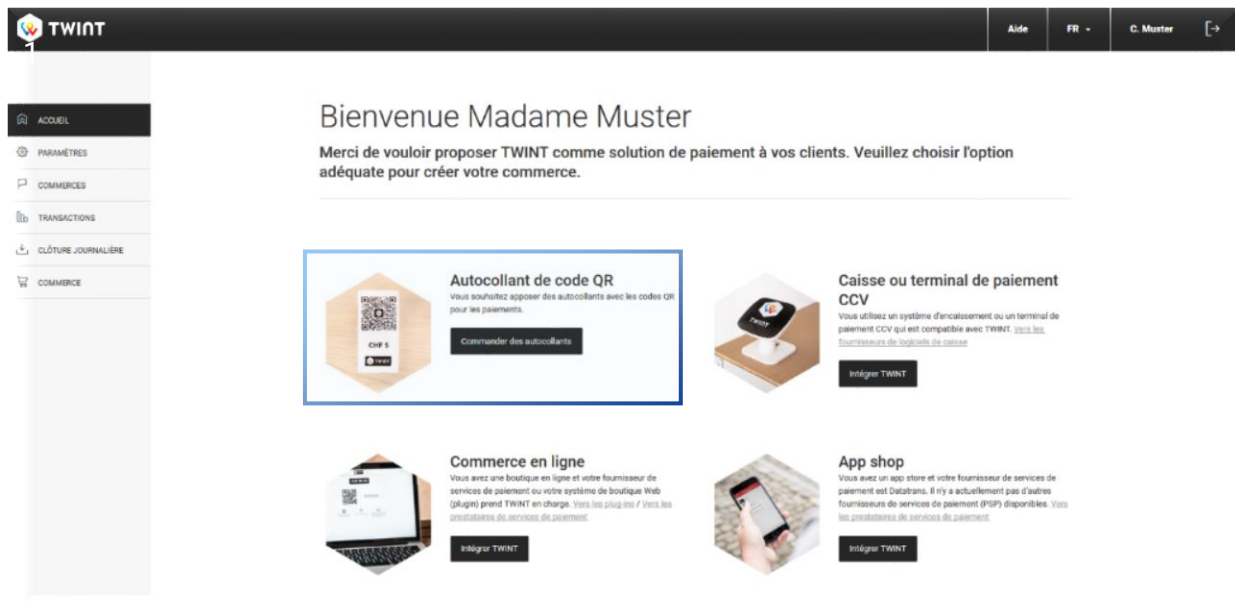 TWINT
Aide
FR
C. Muster
1
ACCUEIL
PARAMÈTRES
COMMERCES
TRANSACTIONS
CLÔTURE JOURNALIÈRE
COMMERCE
Bienvenue Madame Muster
Merci de vouloir proposer TWINT comme solution de paiement à vos clients. Veuillez choisir l'option
adéquate pour créer votre commerce.
CHF 5
TWINT
Autocollant de code QR
Vous souhaitez apposer des autocollants avec les codes QR
pour les paiements.
Commander des autocollants
TWINT
Caisse ou terminal de paiement
CCV
Vous utilisez un système d'encaissement ou un terminal de
paiement CCV qui est compatible avec TWINT. Vers les
fournisseurs de logiciels de caisse
Intégrer TWINT
Commerce en ligne
Vous avez une boutique en ligne et votre fournisseur de
services de paiement ou votre système de boutique Web
(plugin) prend TWINT en charge. Vers les plug-ins / Vers les
prestataires de services de paiement
Intégrer TWINT
App shop
Vous avez un app store et votre fournisseur de services de
paiement est Datatrans. Il n'y a actuellement pas d'autres
fournisseurs de services de paiement (PSP) disponibles. Vers
les prestataires de services de paiement
Intégrer TWINT